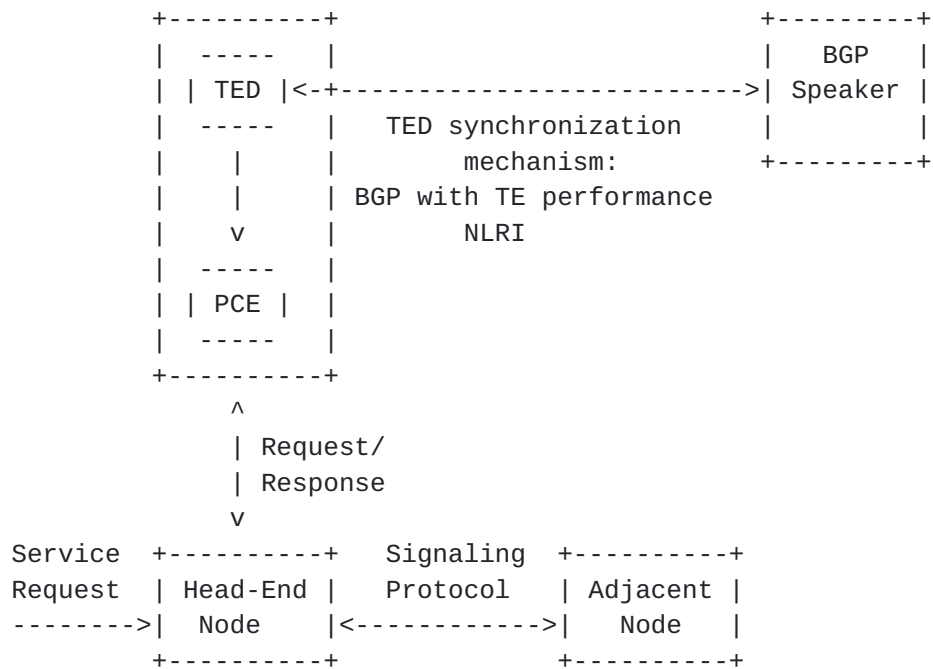 BGP
TED Speaker
TED synchronization
mechanism:
BGP with TE performance
v NLRI
PCE
^
Request/
Response
v
Service Signaling
Request Head-End Protocol Adjacent
Node Node